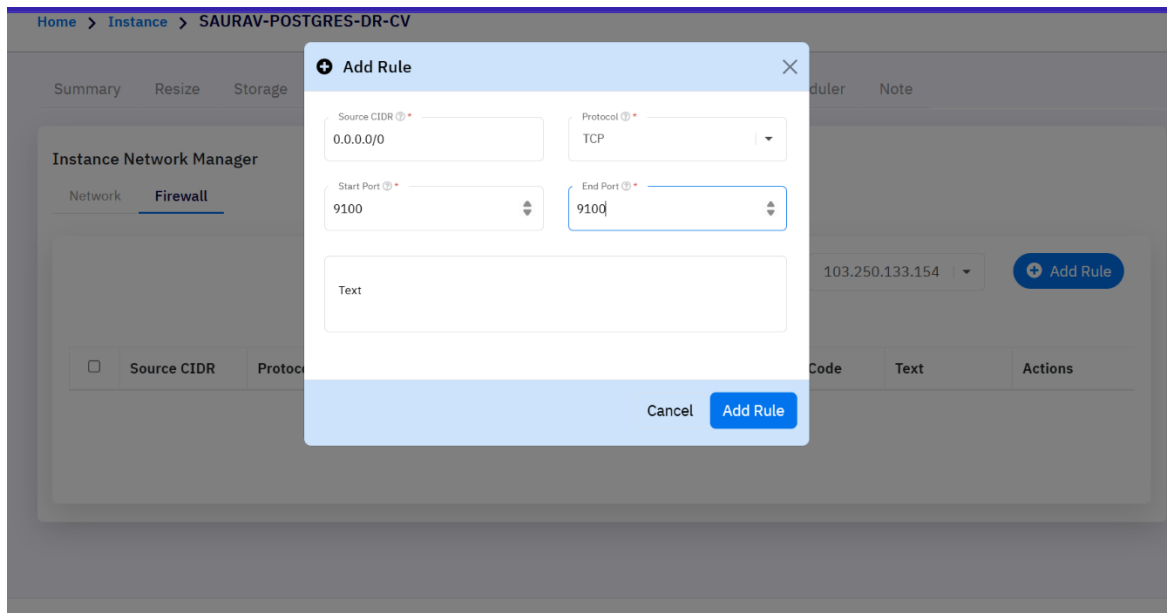 Home > Instance > SAURAV-POSTGRES-DR-CV
Add Rule
Summary Resize Storage duler Note
Source CIDR * Protocol *
0.0.0.0/0 TCP
Instance Network Manager
Network Firewall
Start Port * End Port *
9100 9100
103.250.133.154 Add Rule
Text
Source CIDR Protoco Code Text Actions
Cancel Add Rule